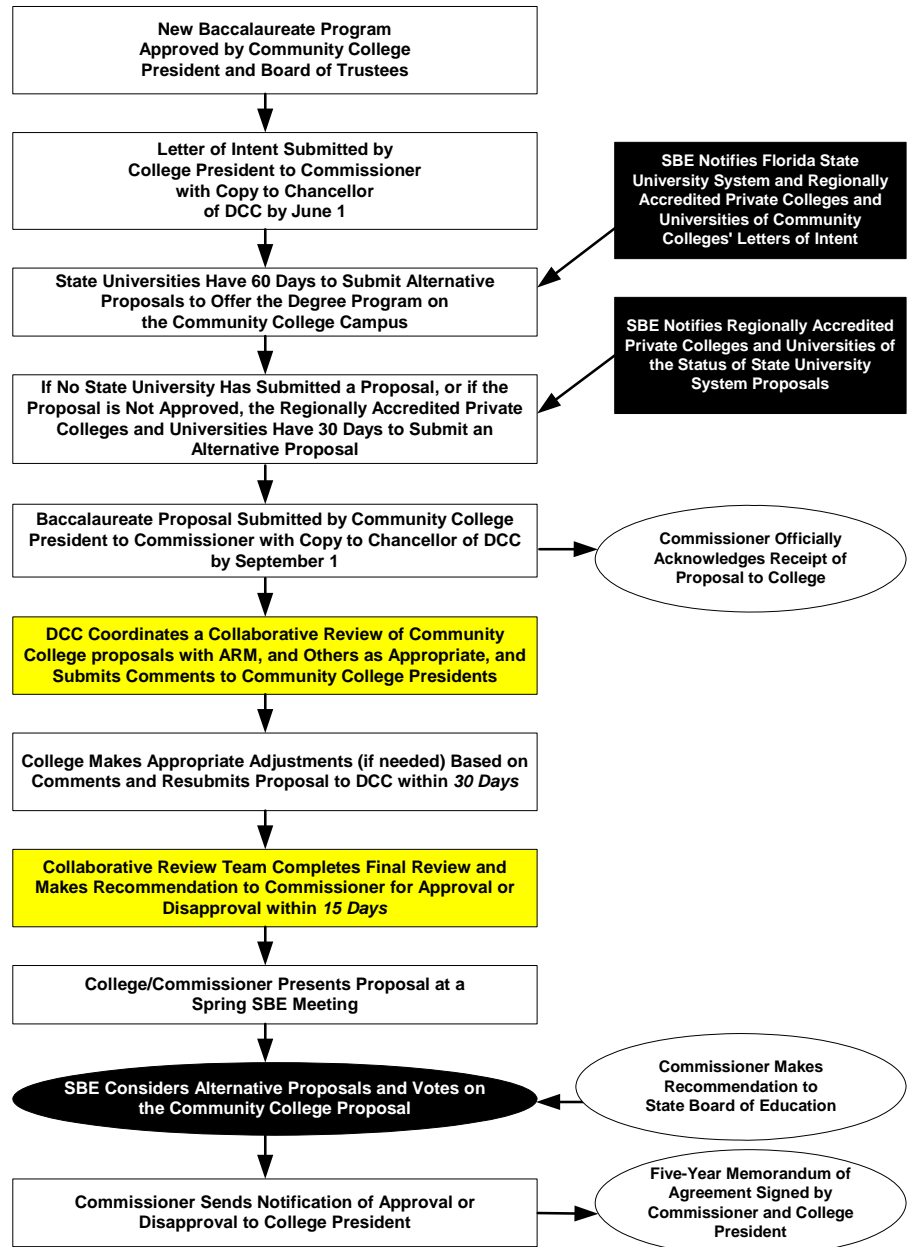 New Baccalaureate Program
Approved by Community College
President and Board of Trustees
Letter of Intent Submitted by
College President to Commissioner
with Copy to Chancellor
of DCC by June 1
SBE Notifies Florida State
University System and Regionally
Accredited Private Colleges and
Universities of Community
Colleges' Letters of Intent
State Universities Have 60 Days to Submit Alternative
Proposals to Offer the Degree Program on
the Community College Campus
SBE Notifies Regionally Accredited
Private Colleges and Universities of
the Status of State University
System Proposals
If No State University Has Submitted a Proposal, or if the
Proposal is Not Approved, the Regionally Accredited Private
Colleges and Universities Have 30 Days to Submit an
Alternative Proposal
Baccalaureate Proposal Submitted by Community College
President to Commissioner with Copy to Chancellor of DCC
by September 1
Commissioner Officially
Acknowledges Receipt of
Proposal to College
DCC Coordinates a Collaborative Review of Community
College proposals with ARM, and Others as Appropriate, and
Submits Comments to Community College Presidents
College Makes Appropriate Adjustments (if needed) Based on
Comments and Resubmits Proposal to DCC within 30 Days
Collaborative Review Team Completes Final Review and
Makes Recommendation to Commissioner for Approval or
Disapproval within 15 Days
College/Commissioner Presents Proposal at a
Spring SBE Meeting
SBE Considers Alternative Proposals and Votes on
the Community College Proposal
Commissioner Makes
Recommendation to
State Board of Education
Commissioner Sends Notification of Approval or
Disapproval to College President
Five-Year Memorandum of
Agreement Signed by
Commissioner and College
President